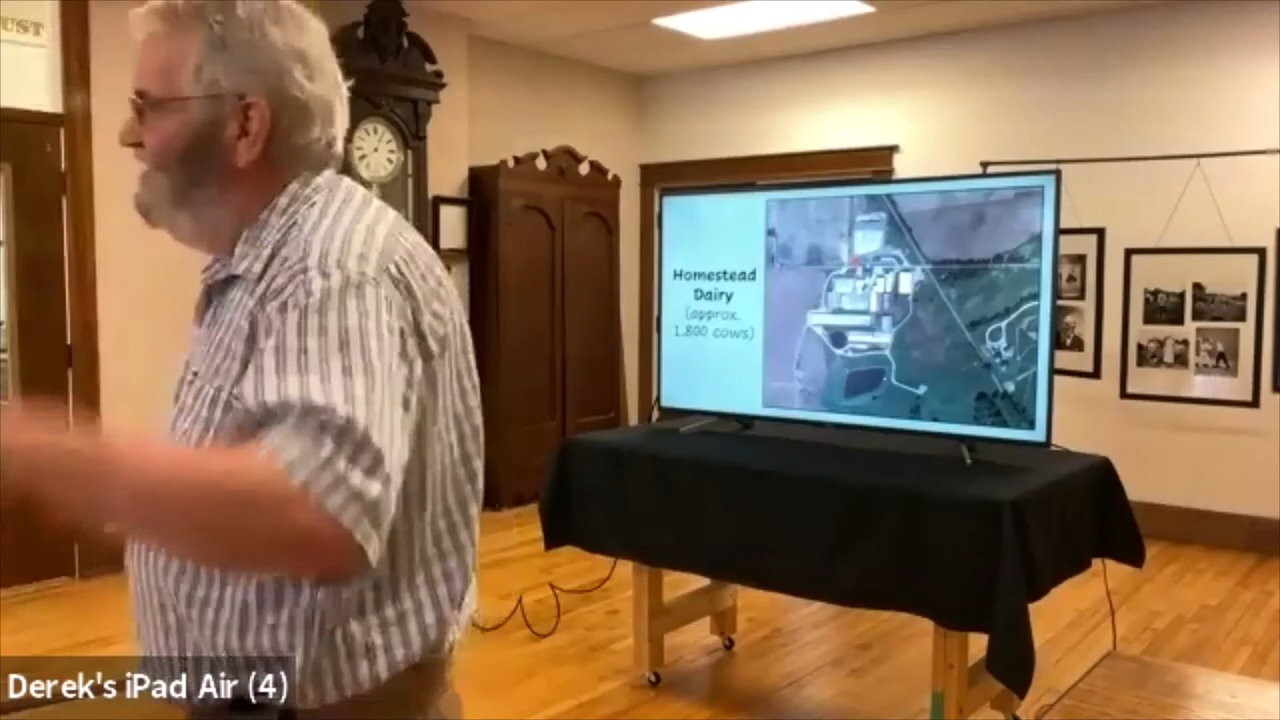 UST
Homestead
Dairy
(approx.
1,800 cows)
Derek's iPad Air (4)